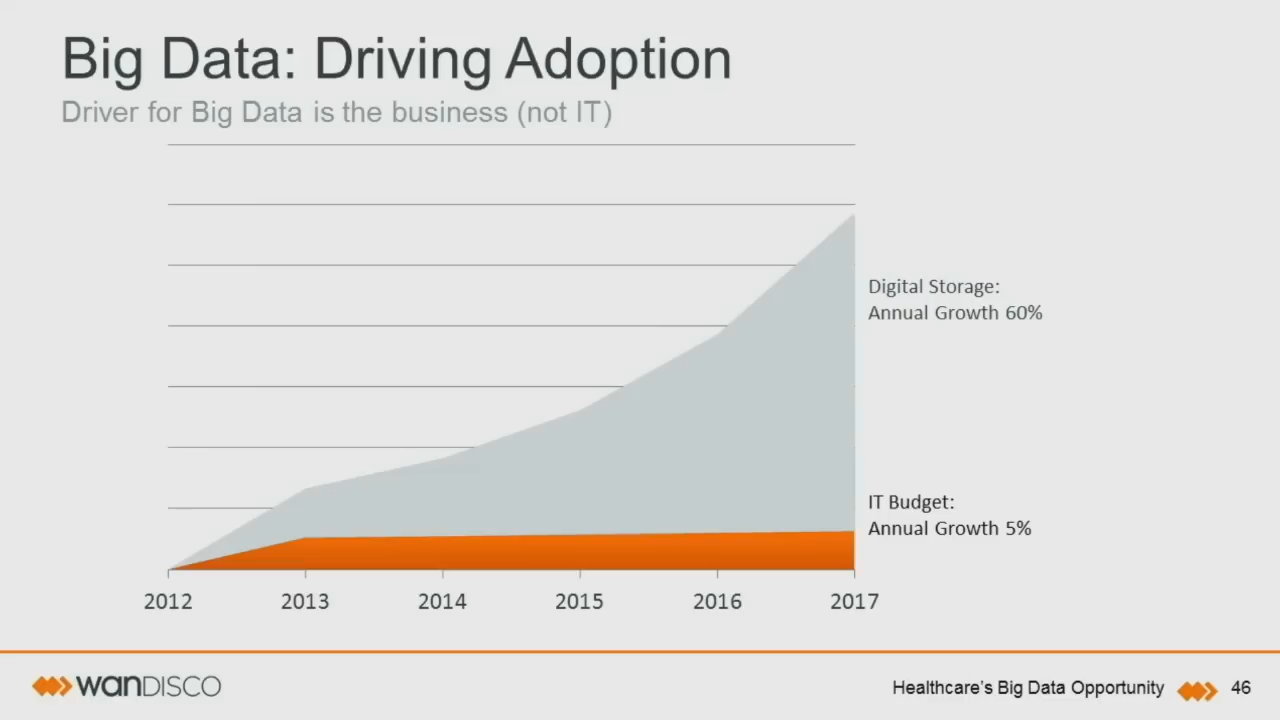 Big Data: Driving Adoption
Driver for Big Data is the business (not IT)
Digital Storage:
Annual Growth 60%
IT Budget:
Annual Growth 5%
2012 2013 2014 2015 2016 2017
wanDISCO
Healthcare's Big Data Opportunity 46